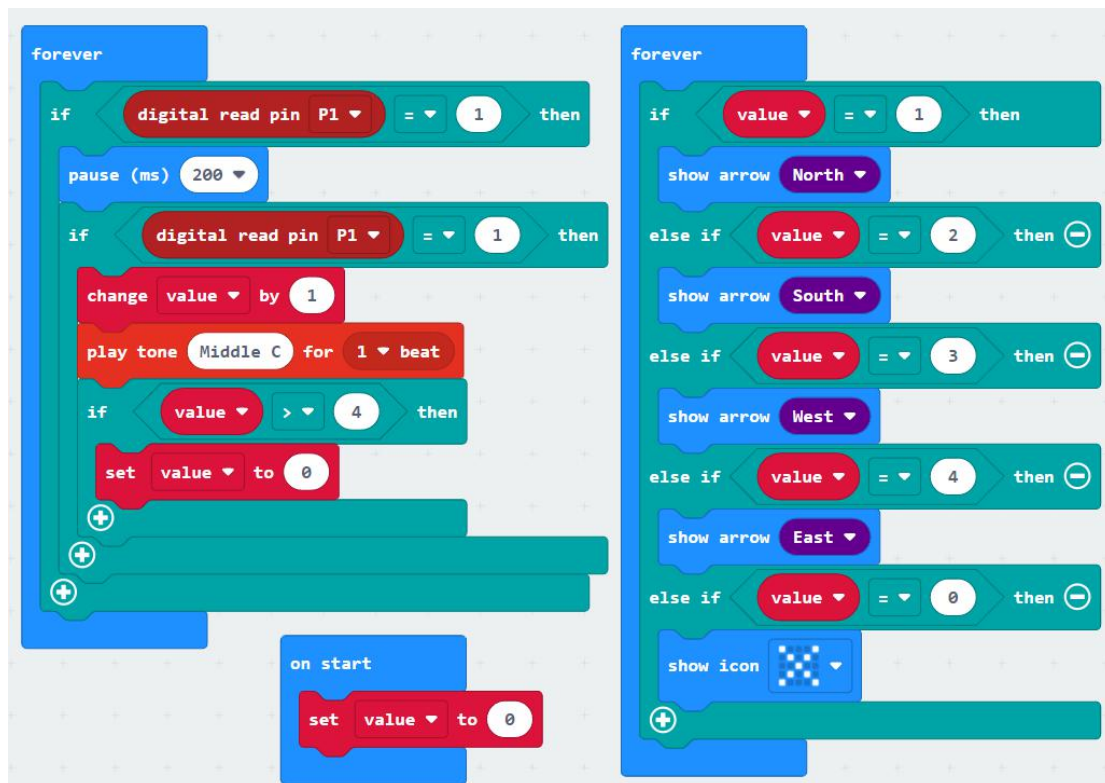 forever
if digital read pin P1 = 1 then
pause (ms) 200
if digital read pin P1 = 1 then
change value by 1
play tone Middle C for 1 beat
if value > 4 then
set value to 0
on start
set value to 0
forever
if value = 1 then
show arrow North
else if value = 2 then
show arrow South
else if value = 3 then
show arrow West
else if value = 4 then
show arrow East
else if value = 0 then
show icon